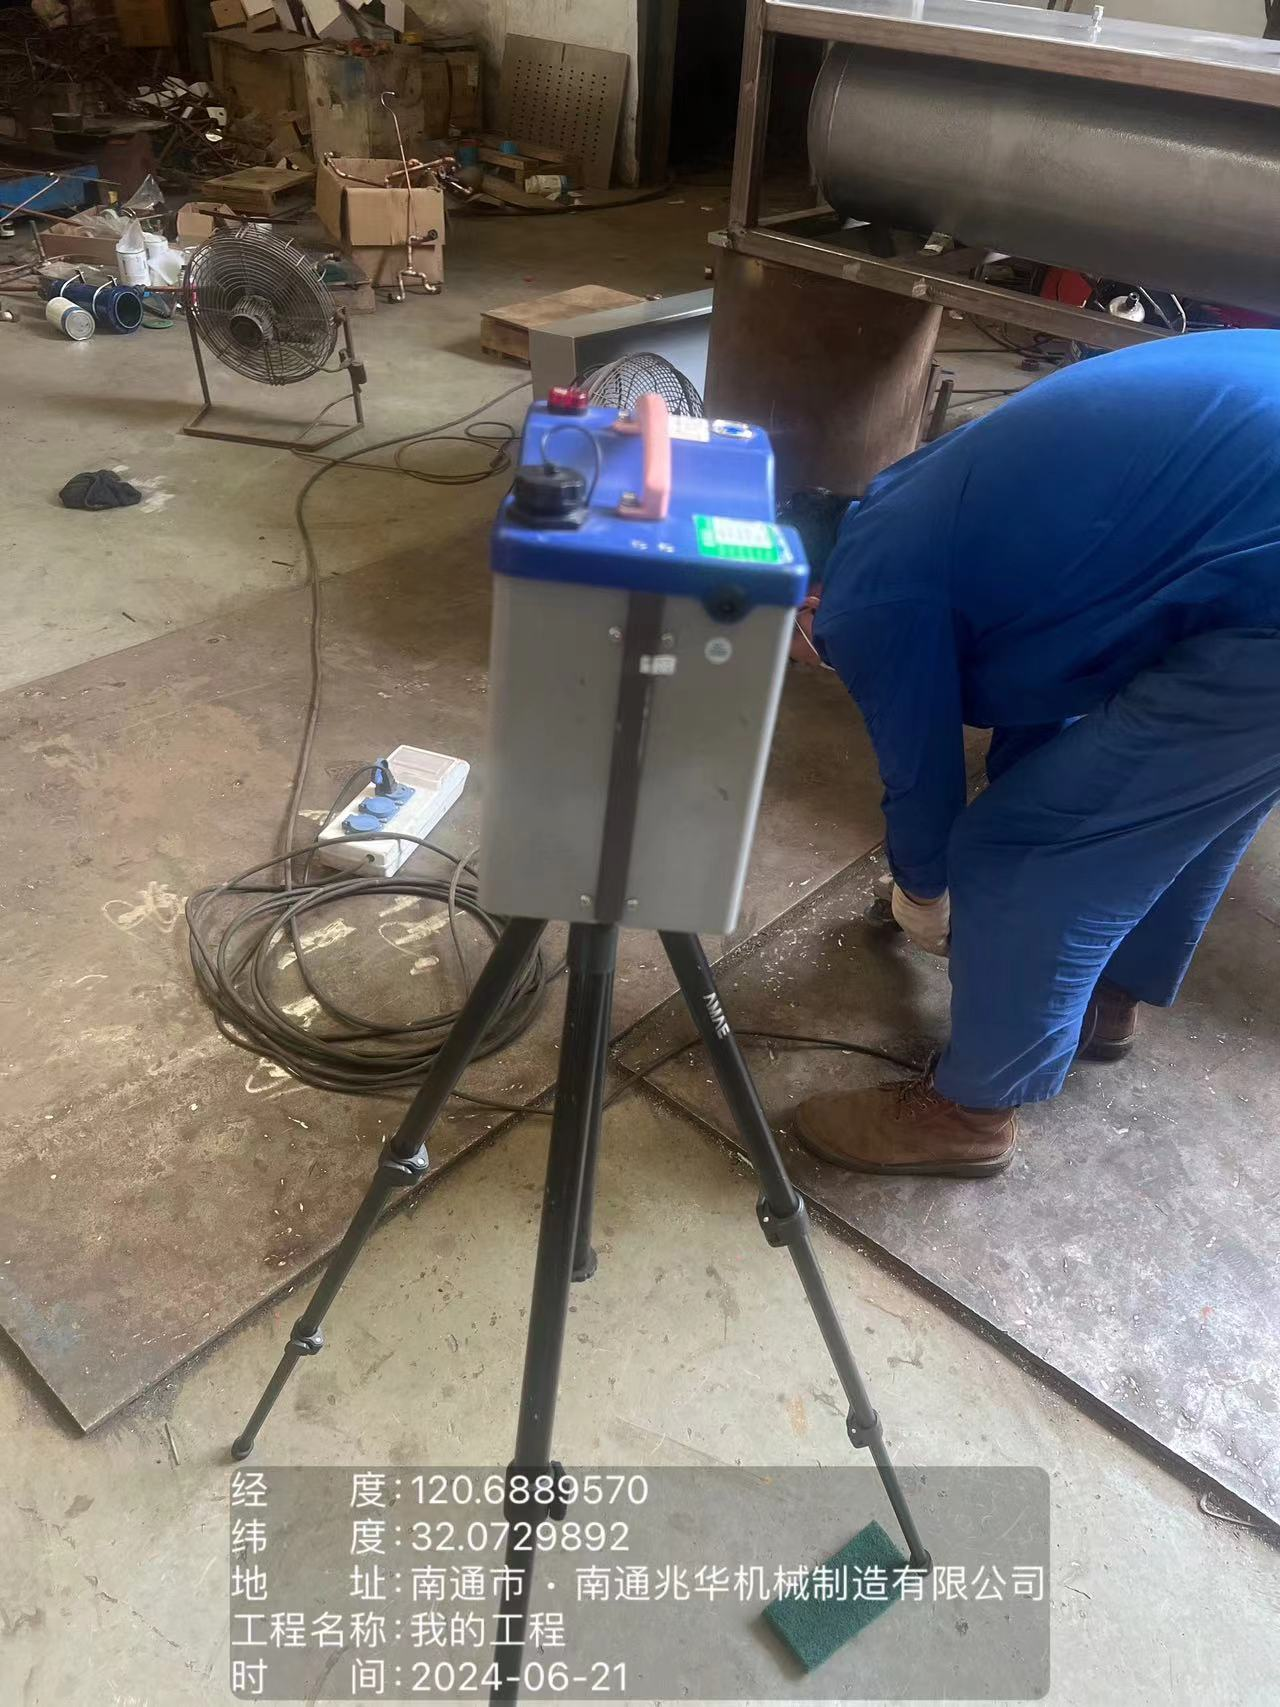 AMAE
经 度:120.6889570
纬 度:32.0729892
地 址:南通市·南通兆华机械制造有限公司
工程名称:我的工程
时 间:2024-06-21